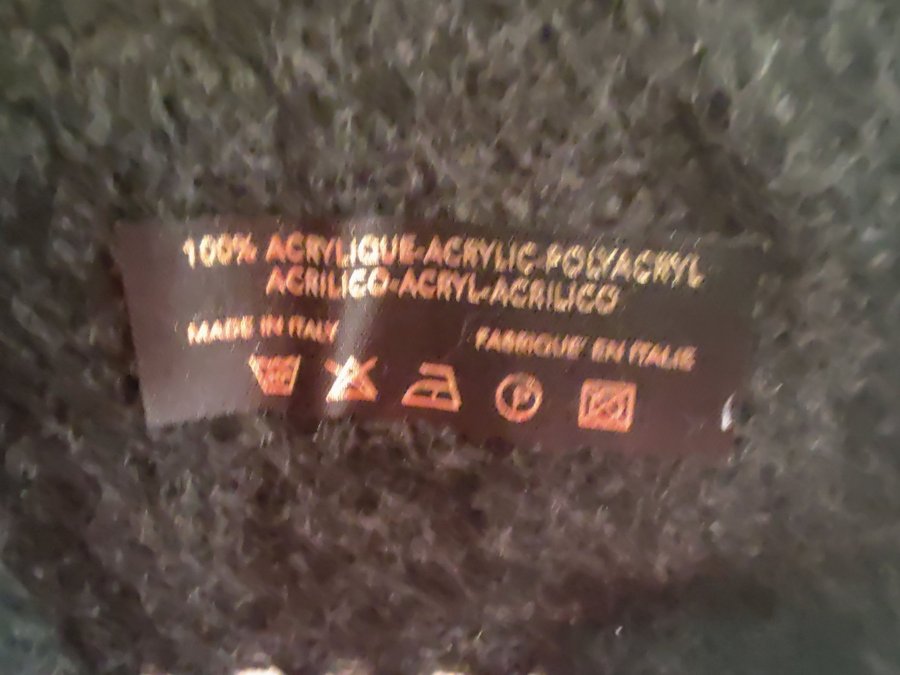 100% ACRYLIQUE-ACRYLIC-POLYACRYL
ACRILICO-ACRYL-ACRILICO
MADE IN ITALY
FABRIQUE' EN ITALIE
P